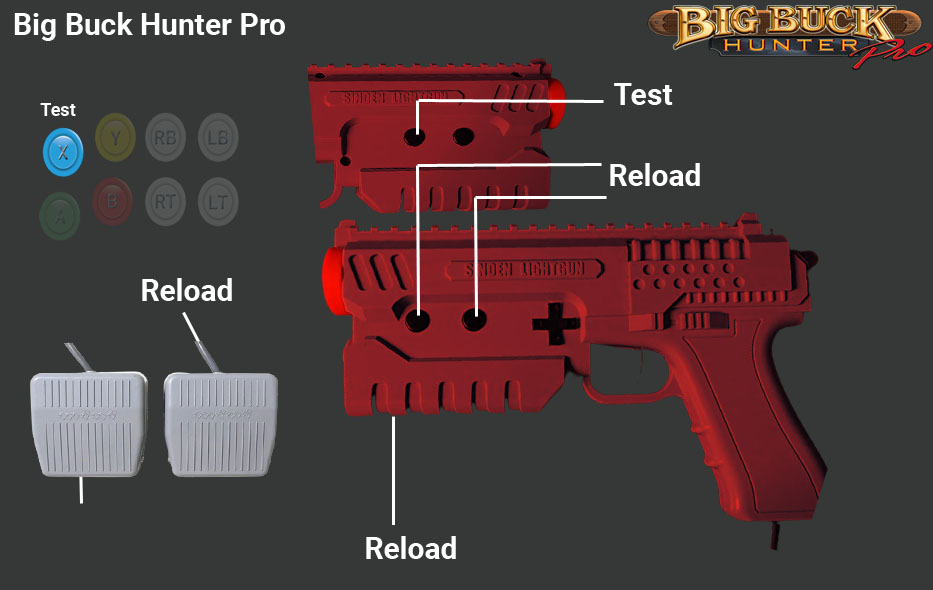 Big Buck Hunter Pro
BIG BUCK
HUNTER Pro
Test
SINDEN LIGHTGUN
Test
X
Y
RB
LB
Reload
A
B
RT
LT
SINDEN LIGHTGUN
Reload
Reload